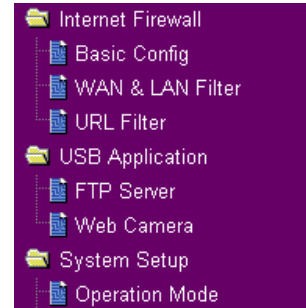 Internet Firewall
Basic Config
WAN & LAN Filter
URL Filter
USB Application
FTP Server
Web Camera
System Setup
Operation Mode